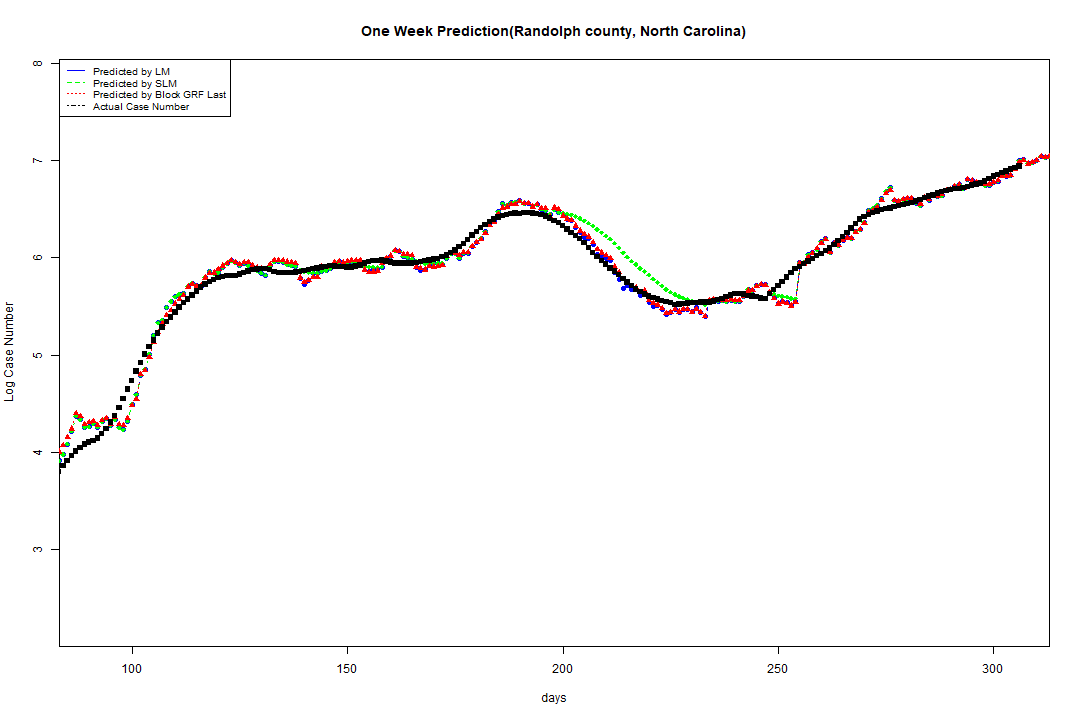 One Week Prediction(Randolph county, North Carolina)
Predicted by LM
Predicted by SLM
Predicted by Block GRF Last
Actual Case Number
8
7
6
5
4
3
Log Case Number
100 150 200 250 300
days